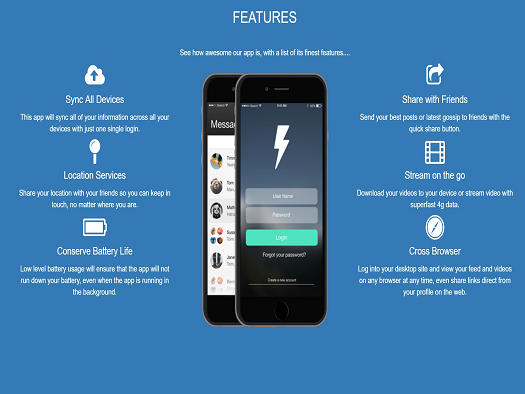 FEATURES
See how awesome our app is, with a list of its finest features....
Sync All Devices
This app will sync all of your information across all your
devices with just one single login.
Location Services
Share your location with your friends so you can keep in
touch, no matter where you are.
Conserve Battery Life
Low level battery usage will ensure that the app will not
run down your battery, even when the app is running in
the background.
Messa
Tom
Math
Susa
Jane
User Name
Password
Login
Forgot your password?
Create a new account
Share with Friends
Send your best posts or latest gossip to friends with the
quick share button.
Stream on the go
Download your videos to your device or stream video with
superfast 4g data.
Cross Browser
Log into your desktop site and view your feed and videos
on any browser at any time, even share links direct from
your profile on the web.